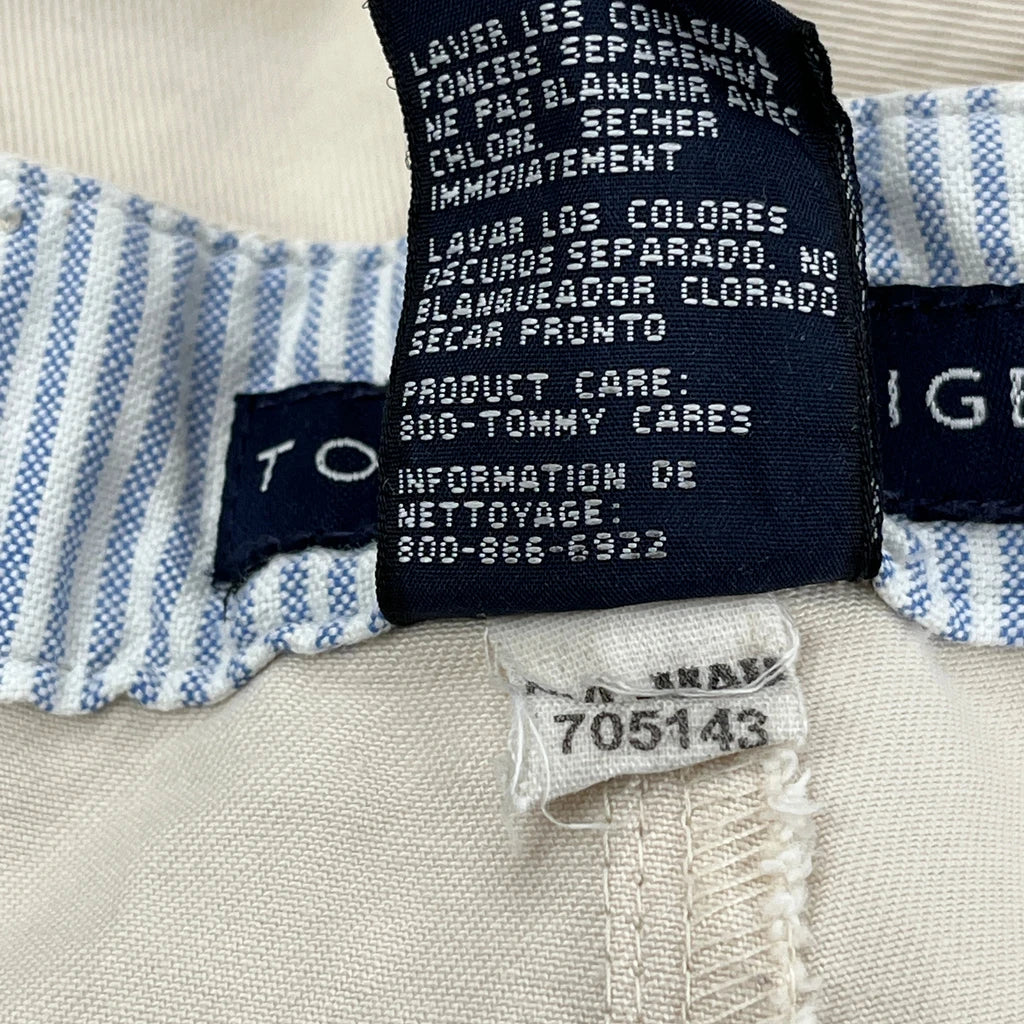 LAVER LES COULEURS
FONCEES SEPAREMENT
NE PAS BLANCHIR AVEC
CHLORE. SECHER
IMMEDIATEMENT
LAVAR LOS COLORES
OSCUROS SEPARADO. NO
BLANQUEADOR CLORADO
SECAR PRONTO
PRODUCT CARE:
800-TOMMY CARES
INFORMATION DE
NETTOYAGE:
800-866-6922
TO
IGE
705143